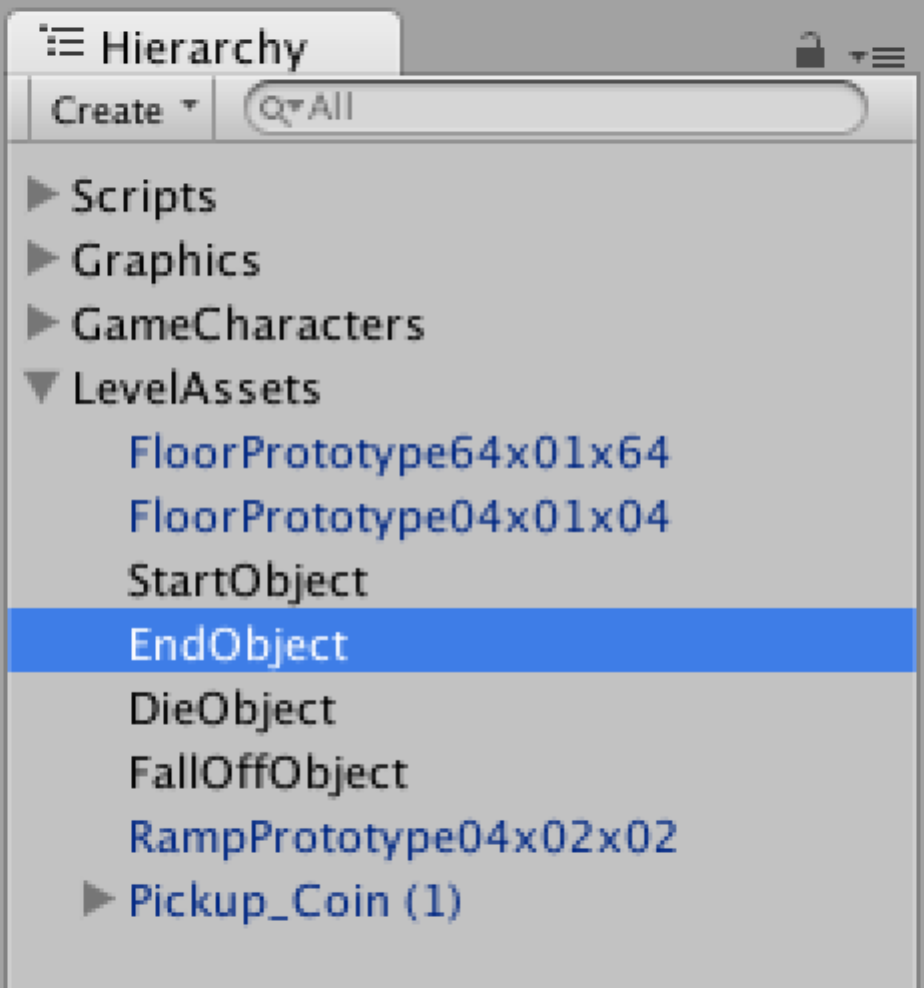 Hierarchy
Create All
Scripts
Graphics
GameCharacters
LevelAssets
FloorPrototype64x01x64
FloorPrototype04x01x04
StartObject
EndObject
DieObject
FallOffObject
RampPrototype04x02x02
Pickup_Coin (1)